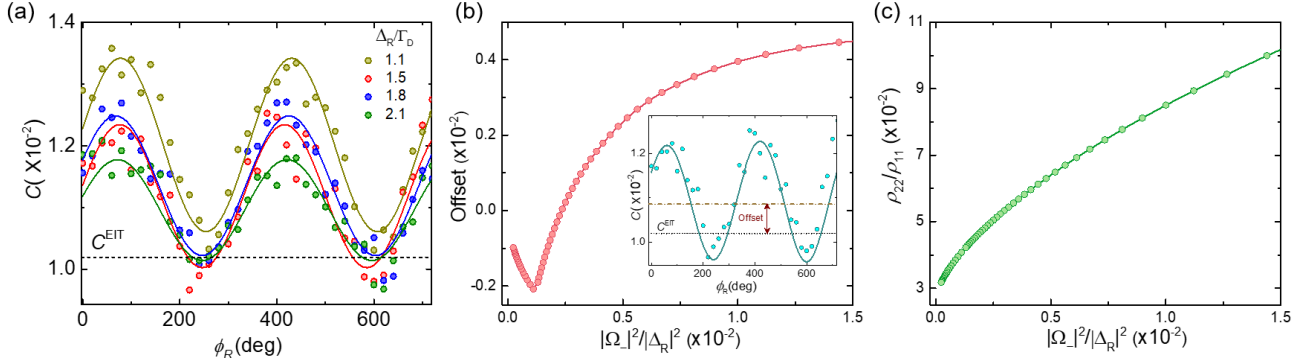 (a)
1.4
1.3
1.2
1.1
1.0
C( X10⁻²)
Δ_R/Γ_D
1.1
1.5
1.8
2.1
C^EIT
0
200
400
600
ϕ_R(deg)
(b)
0.4
0.2
0.0
-0.2
Offset (x10⁻²)
1.2
1.0
C( x 10⁻²)
Offset
C^EIT
0
200
400
600
ϕ_R(deg)
0.0
0.5
1.0
1.5
|Ω_-|²/|Δ_R|² (x10⁻²)
(c)
11
9
7
5
3
ρ₂₂/ρ₁₁ (x10⁻²)
0.0
0.5
1.0
1.5
|Ω_-|²/|Δ_R|² (x10⁻²)